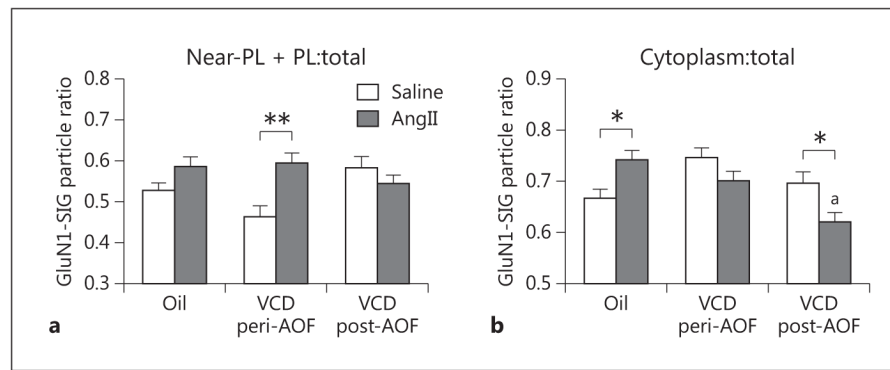 Near-PL + PL:total
GluN1-SIG particle ratio
0.8
0.7
0.6
0.5
0.4
0.3
**
Saline
AngII
Oil
VCD
peri-AOF
VCD
post-AOF
a
Cytoplasm:total
GluN1-SIG particle ratio
0.9
0.8
0.7
0.6
0.5
*
*
a
Oil
VCD
peri-AOF
VCD
post-AOF
b